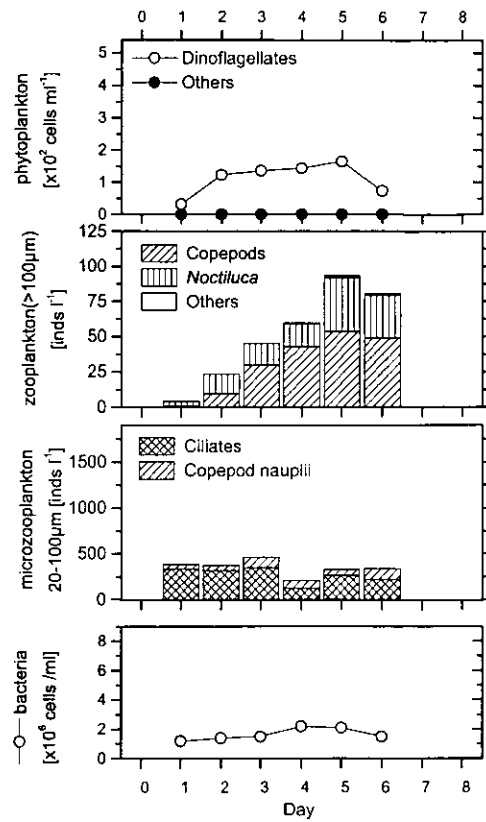 0 1 2 3 4 5 6 7 8
phytoplankton
[x10² cells ml⁻¹]
5
4
3
2
1
0
Dinoflagellates
Others
zooplankton(>100µm)
[inds l⁻¹]
125
100
75
50
25
0
Copepods
Noctiluca
Others
microzooplankton
20-100µm [inds l⁻¹]
1500
1000
500
0
Ciliates
Copepod nauplii
bacteria
[x10⁶ cells /ml]
8
6
4
2
0
0 1 2 3 4 5 6 7 8
Day